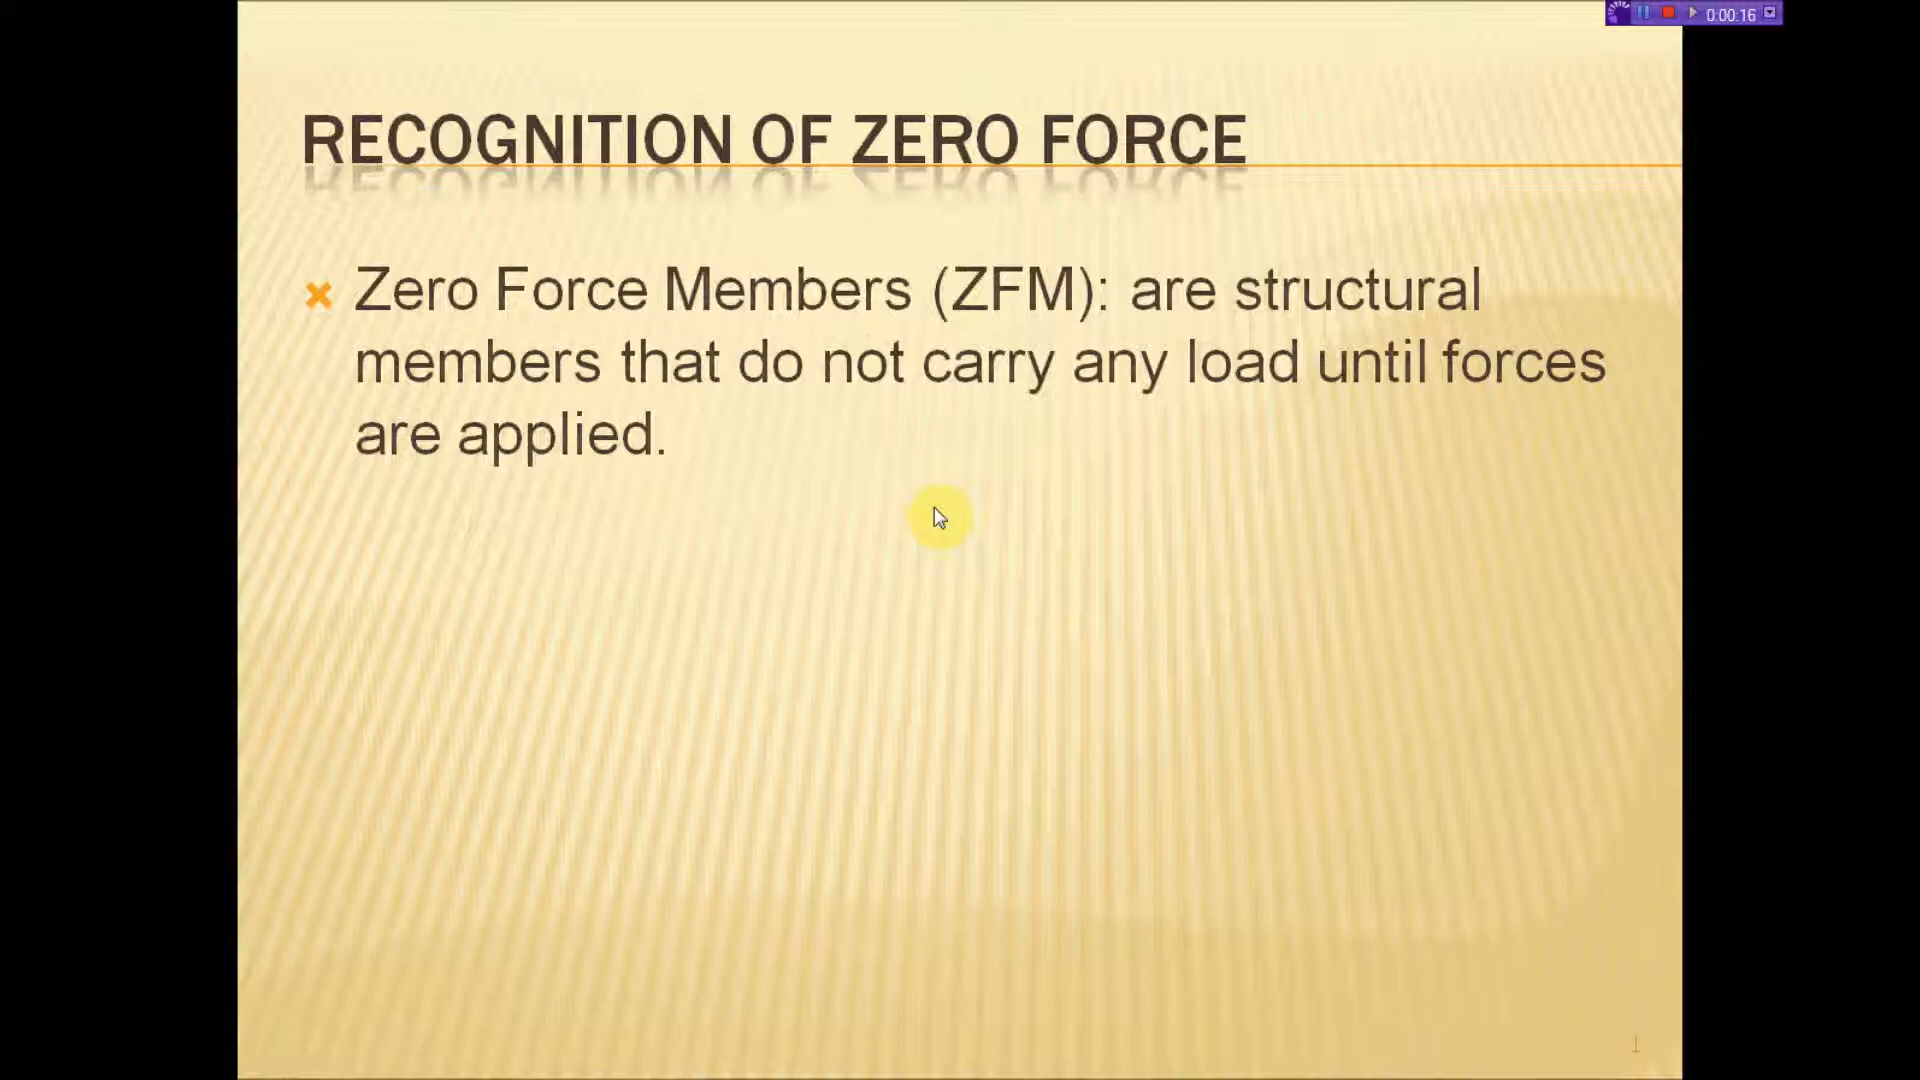 0:00:16
RECOGNITION OF ZERO FORCE
Zero Force Members (ZFM): are structural
members that do not carry any load until forces
are applied.
1